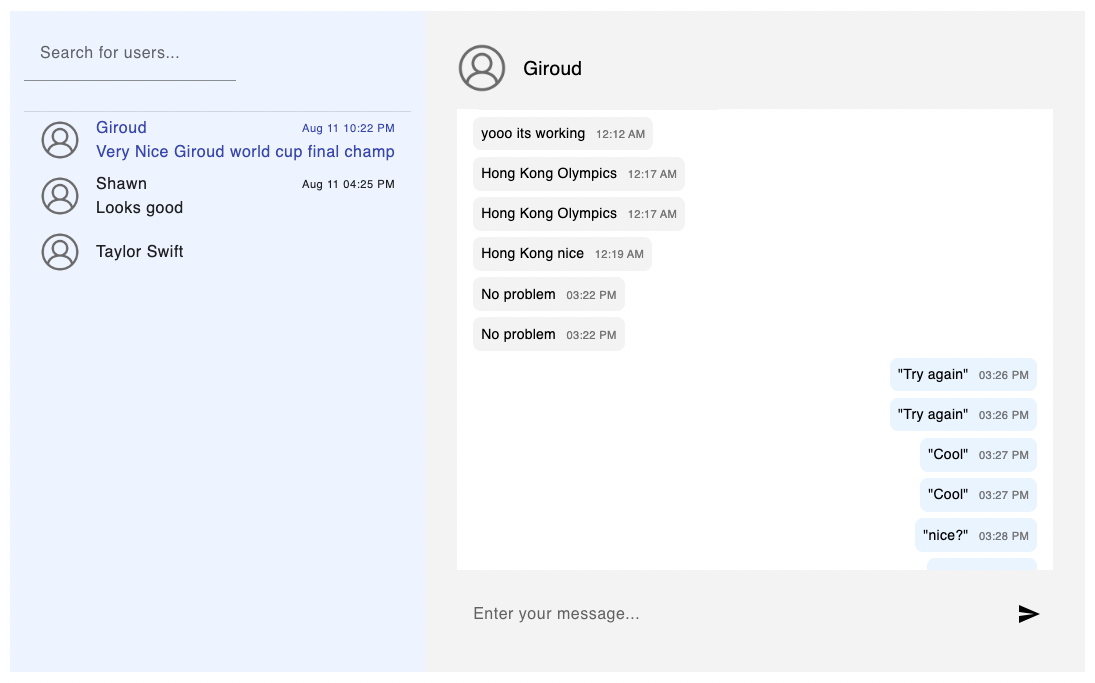 Search for users...
Giroud Aug 11 10:22 PM
Very Nice Giroud world cup final champ
Shawn Aug 11 04:25 PM
Looks good
Taylor Swift
Giroud
yooo its working 12:12 AM
Hong Kong Olympics 12:17 AM
Hong Kong Olympics 12:17 AM
Hong Kong nice 12:19 AM
No problem 03:22 PM
No problem 03:22 PM
"Try again" 03:26 PM
"Try again" 03:26 PM
"Cool" 03:27 PM
"Cool" 03:27 PM
"nice?" 03:28 PM
Enter your message...